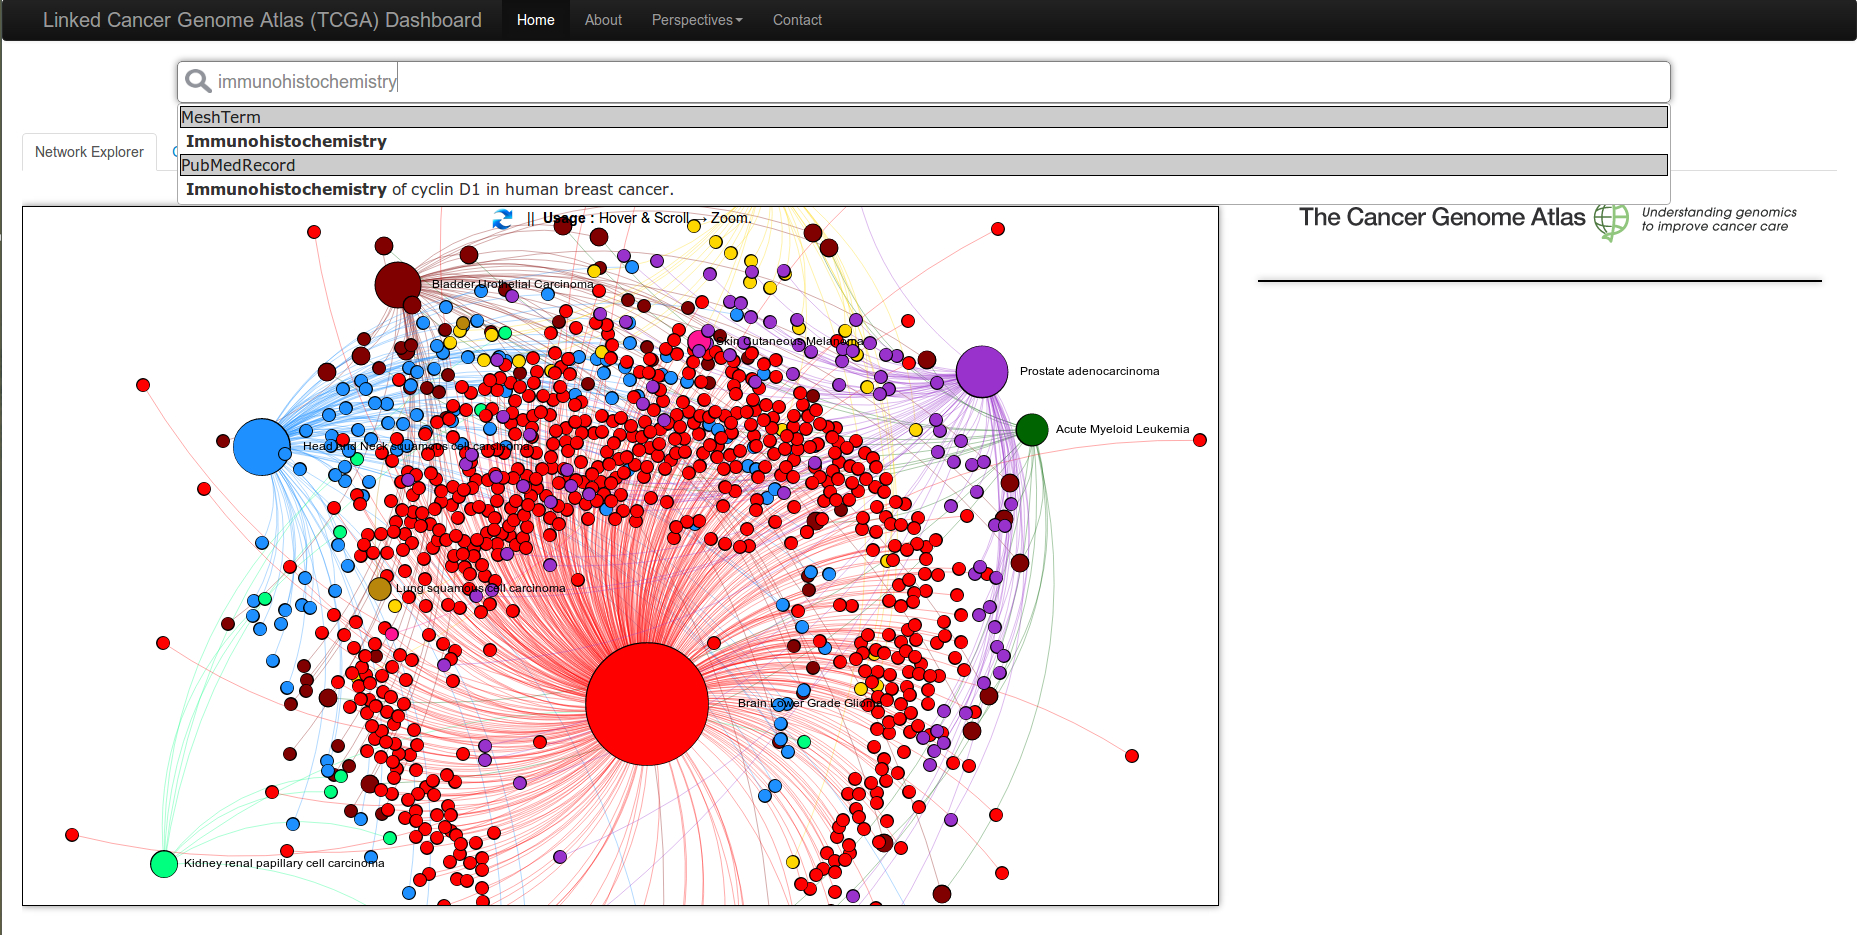 Linked Cancer Genome Atlas (TCGA) Dashboard Home About Perspectives Contact
immunohistochemistry
MeshTerm
Immunohistochemistry
Network Explorer
PubMedRecord
Immunohistochemistry of cyclin D1 in human breast cancer.
|| Usage : Hover & Scroll → Zoom.
The Cancer Genome Atlas
Understanding genomics
to improve cancer care
Bladder Urothelial Carcinoma
Skin Cutaneous Melanoma
Prostate adenocarcinoma
Acute Myeloid Leukemia
Head and Neck squamous cell carcinoma
Lung squamous cell carcinoma
Brain Lower Grade Glioma
Kidney renal papillary cell carcinoma